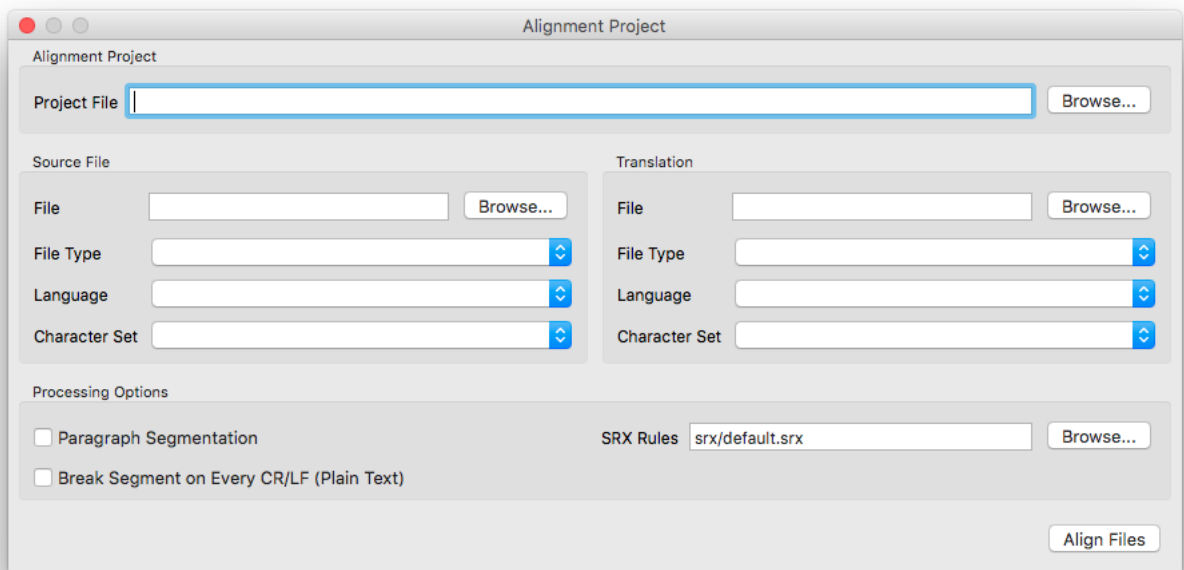 Alignment Project
Alignment Project
Project File Browse...
Source File Translation
File Browse... File Browse...
File Type File Type
Language Language
Character Set Character Set
Processing Options
Paragraph Segmentation SRX Rules srx/default.srx Browse...
Break Segment on Every CR/LF (Plain Text)
Align Files